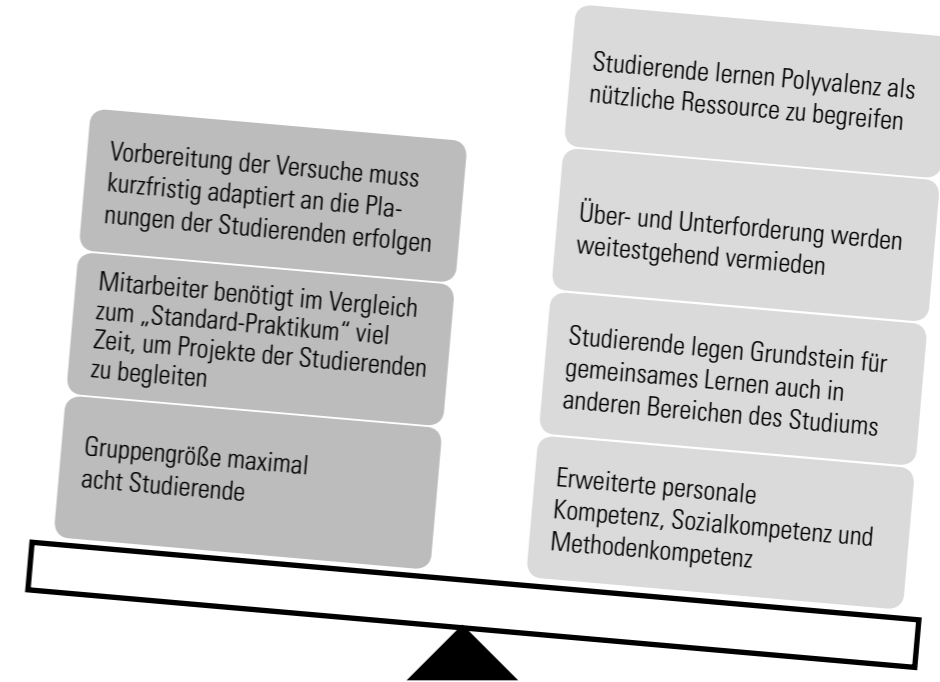 Vorbereitung der Versuche muss
kurzfristig adaptiert an die Pla-
nungen der Studierenden erfolgen
Mitarbeiter benötigt im Vergleich
zum „Standard-Praktikum“ viel
Zeit, um Projekte der Studierenden
zu begleiten
Gruppengröße maximal
acht Studierende
Studierende lernen Polyvalenz als
nützliche Ressource zu begreifen
Über- und Unterforderung werden
weitestgehend vermieden
Studierende legen Grundstein für
gemeinsames Lernen auch in
anderen Bereichen des Studiums
Erweiterte personale
Kompetenz, Sozialkompetenz und
Methodenkompetenz